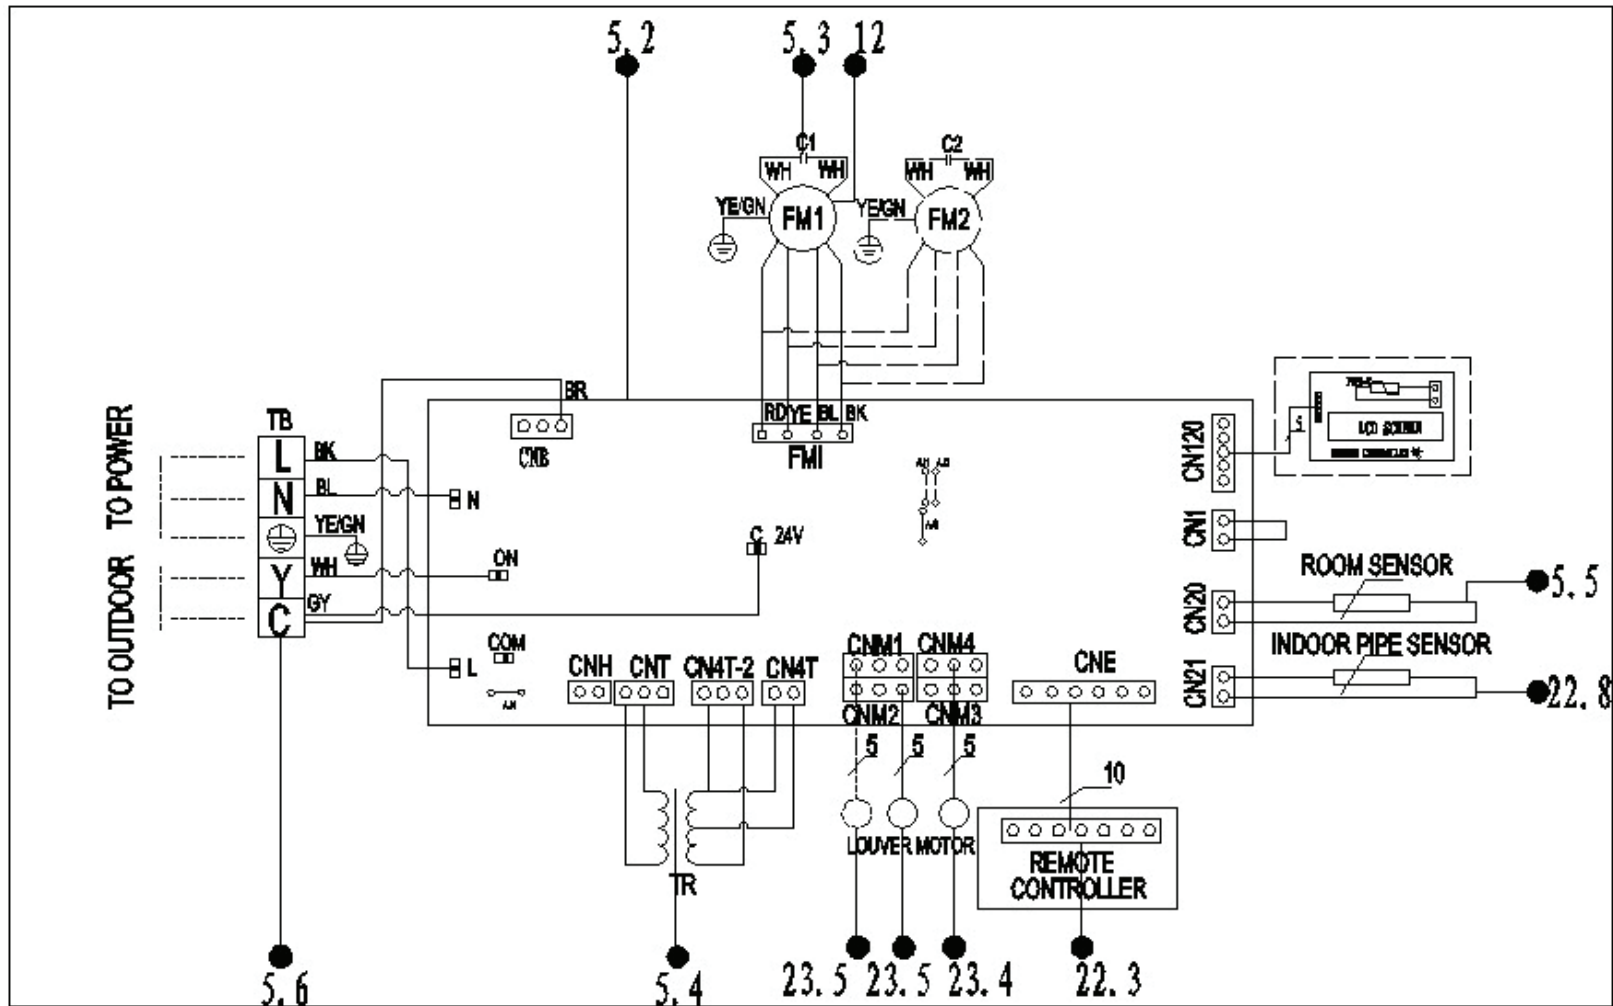 5.2
5.3
12
C1
C2
WH
WH
WH
WH
YE/GN
FM1
YE/GN
FM2
BR
TB
TO POWER
TO OUTDOOR
L
N
Y
C
BK
BL
YE/GN
WH
GY
CNB
RD YE BL BK
FMI
N
C 24V
ON
COM
L
CNH
CNT
CN4T-2
CN4T
CNM1
CNM4
CNM2
CNM3
CNE
CN120
5
CN1
CN20
ROOM SENSOR
5.5
CN21
INDOOR PIPE SENSOR
22.8
5
5
5
10
LOUVER MOTOR
REMOTE
CONTROLLER
TR
5.6
5.4
23.5
23.5
23.4
22.3